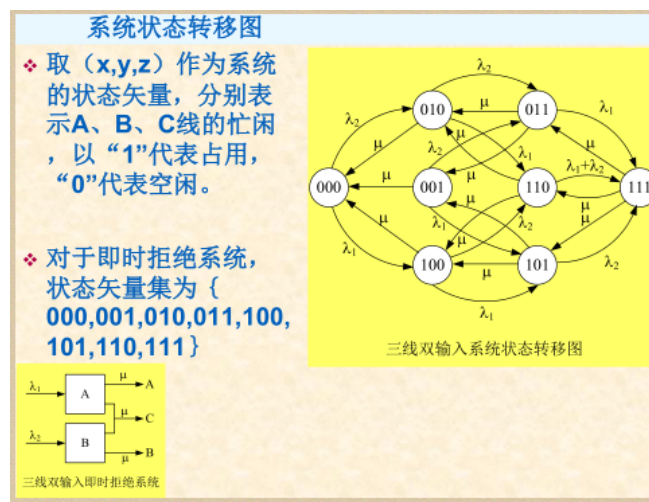 系统状态转移图
取（x,y,z）作为系统
的状态矢量，分别表
示A、B、C线的忙闲
，以“1”代表占用，
“0”代表空闲。
对于即时拒绝系统，
状态矢量集为｛
000,001,010,011,100,
101,110,111｝
λ₂
010
μ
011
λ₂
λ₁
μ
λ₂
μ
λ₁
μ
λ₁+λ₂
000
μ
001
μ
110
μ
111
μ
μ
λ₁
λ₂
μ
μ
λ₁
100
μ
101
λ₂
λ₁
三线双输入系统状态转移图
λ₁
A
μ
A
μ
C
λ₂
B
μ
B
三线双输入即时拒绝系统